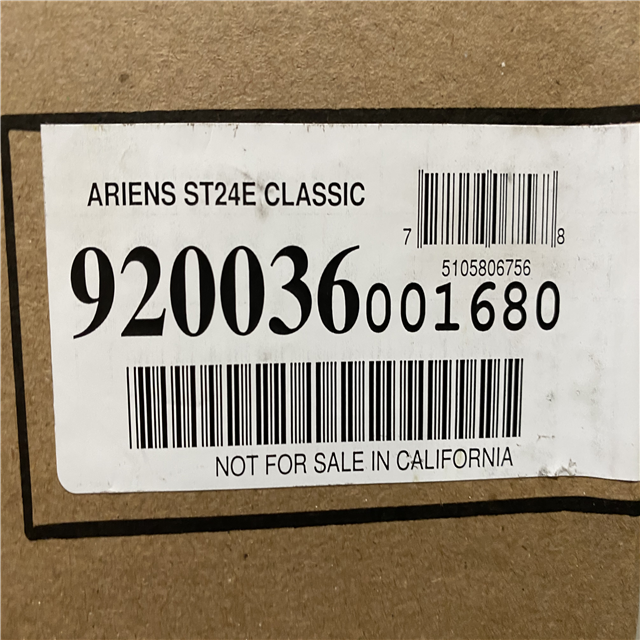 ARIENS ST24E CLASSIC
7 8
5105806756
920036001680
NOT FOR SALE IN CALIFORNIA